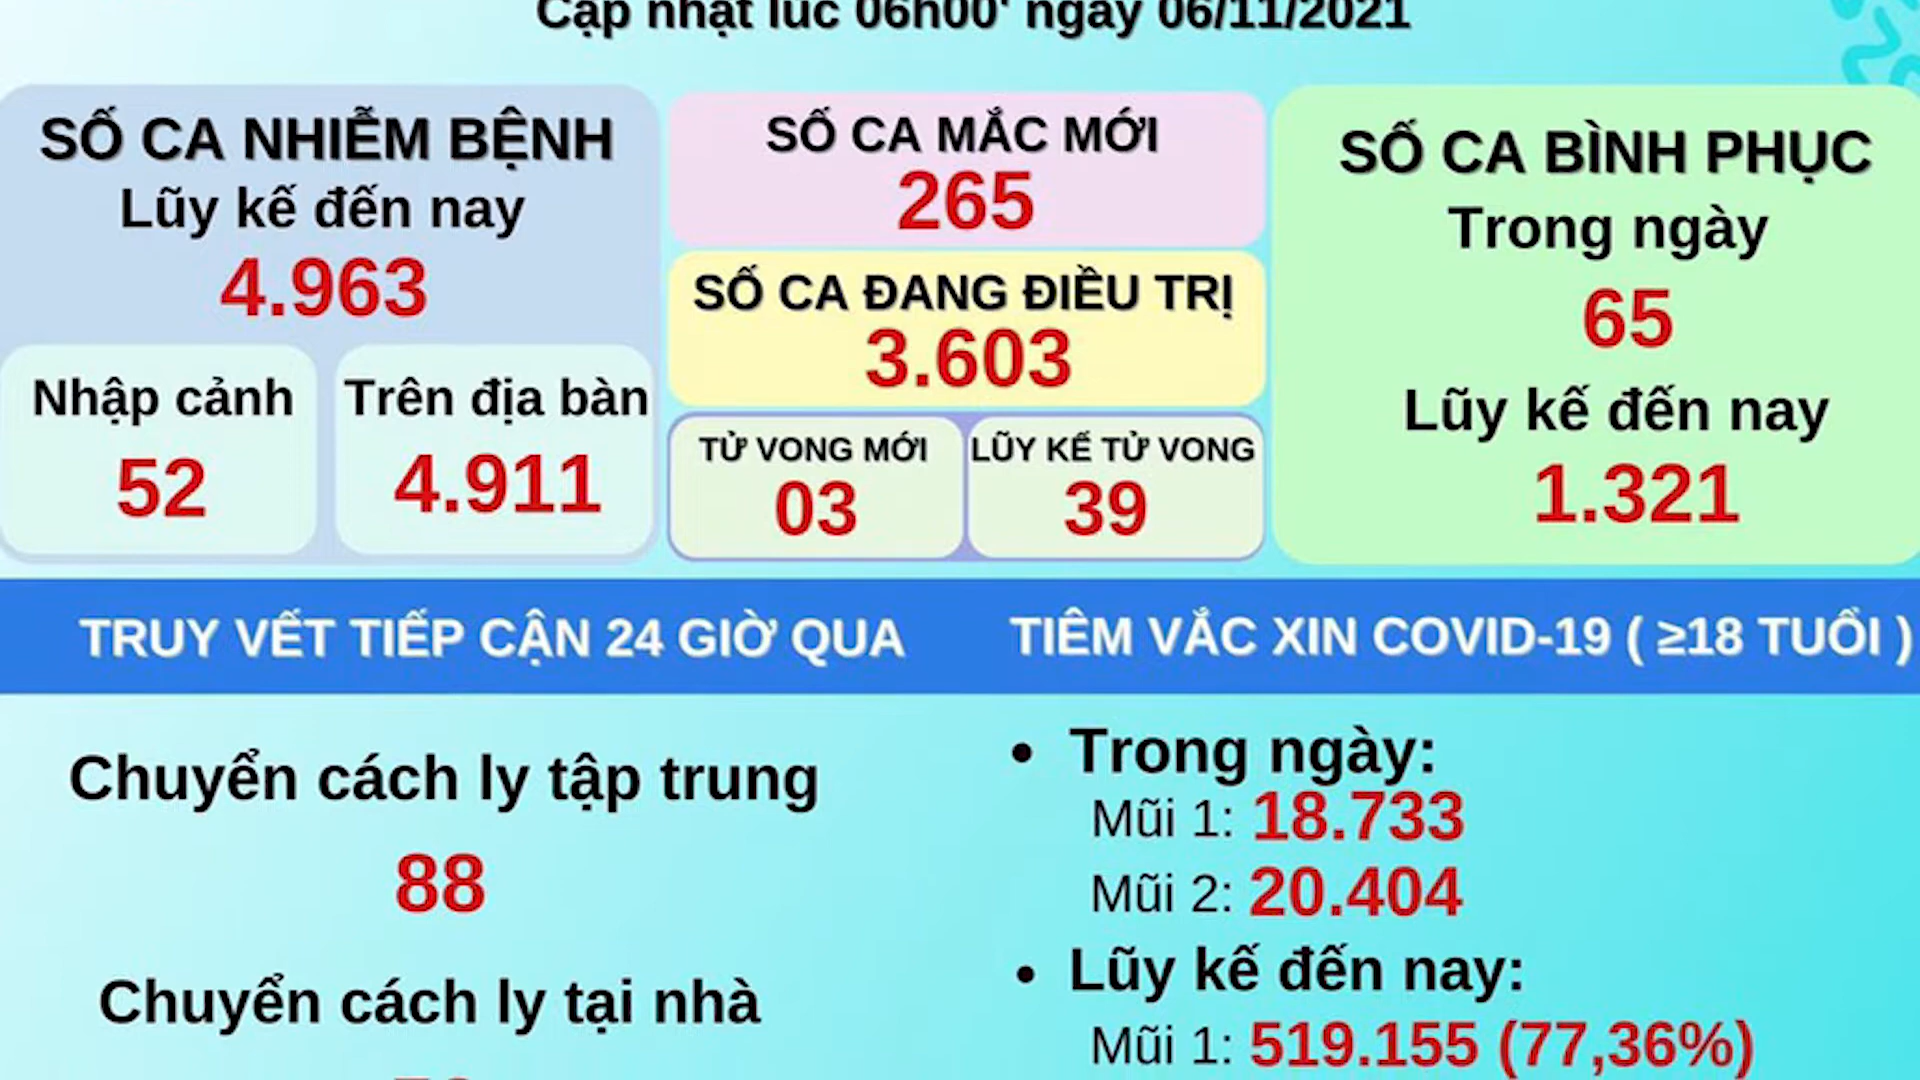 Cập nhật lúc 06h00' ngày 06/11/2021
SỐ CA NHIỄM BỆNH
Lũy kế đến nay
4.963
Nhập cảnh
52
Trên địa bàn
4.911
SỐ CA MẮC MỚI
265
SỐ CA ĐANG ĐIỀU TRỊ
3.603
TỬ VONG MỚI
03
LŨY KẾ TỬ VONG
39
SỐ CA BÌNH PHỤC
Trong ngày
65
Lũy kế đến nay
1.321
TRUY VẾT TIẾP CẬN 24 GIỜ QUA
Chuyển cách ly tập trung
88
Chuyển cách ly tại nhà
TIÊM VẮC XIN COVID-19 ( ≥18 TUỔI )
• Trong ngày:
Mũi 1: 18.733
Mũi 2: 20.404
• Lũy kế đến nay:
Mũi 1: 519.155 (77,36%)